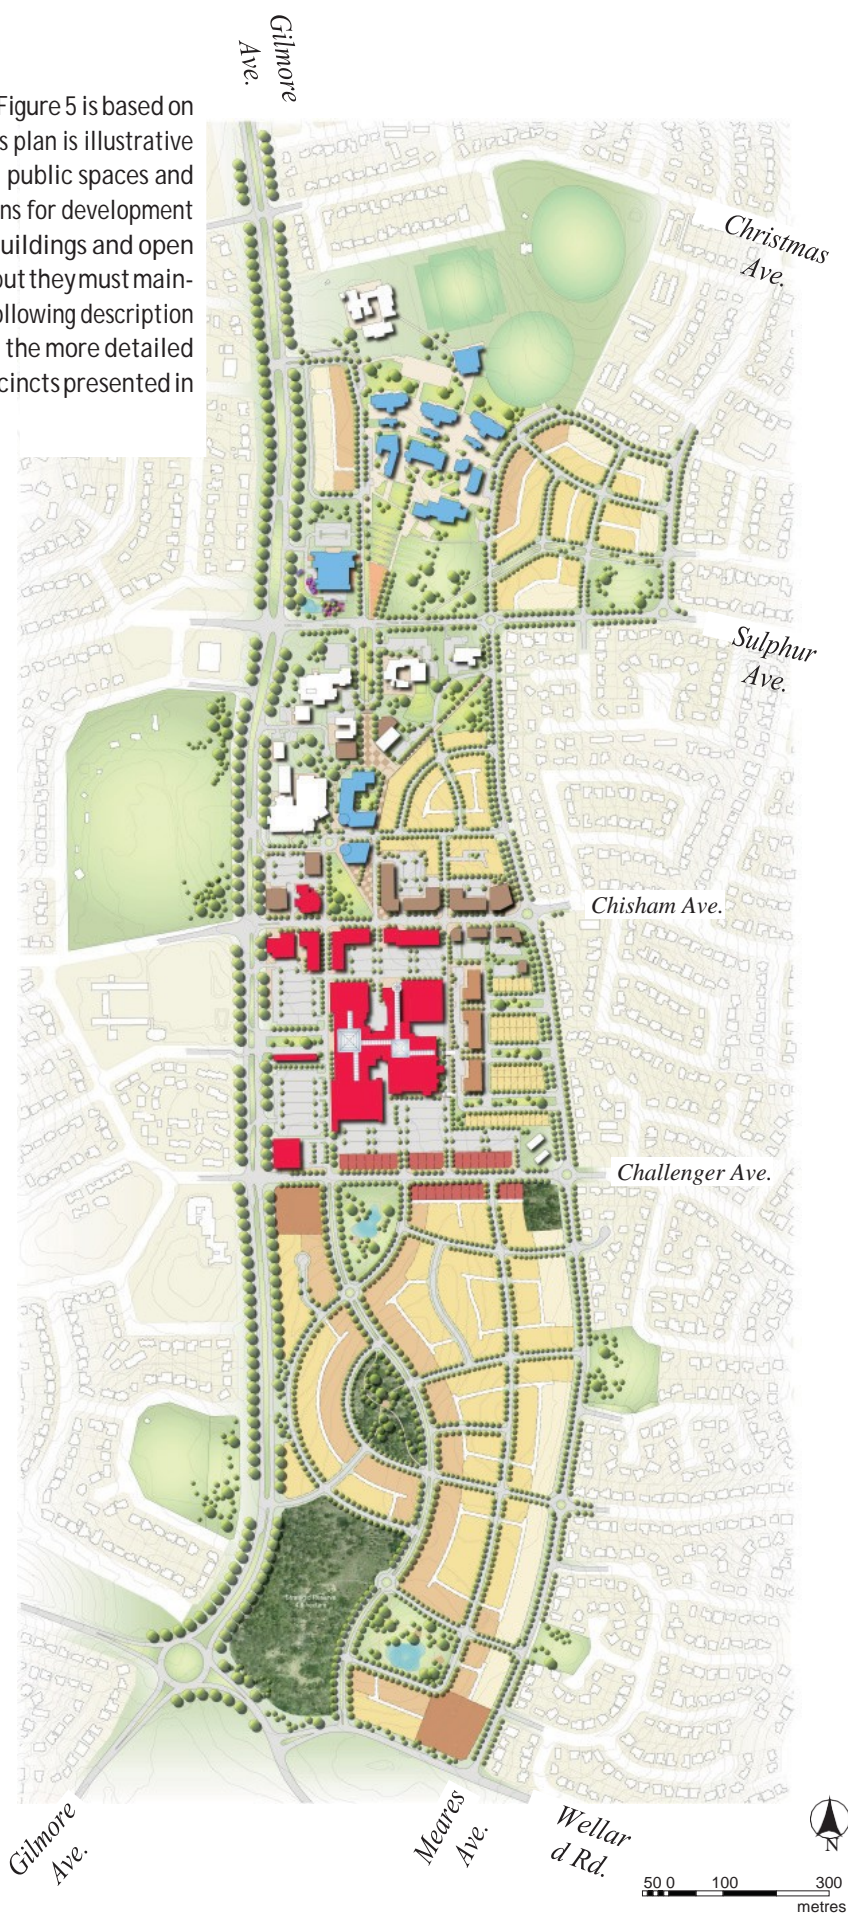 Gilmore
Ave.
Figure 5 is based on
s plan is illustrative
public spaces and
ns for development
uildings and open
out they must main-
ollowing description
the more detailed
cincts presented in
Christmas
Ave.
Sulphur
Ave.
Chisham Ave.
Challenger Ave.
Gilmore
Ave.
Meares
Ave.
Wellar
d Rd.
N
50 0 100 300
metres